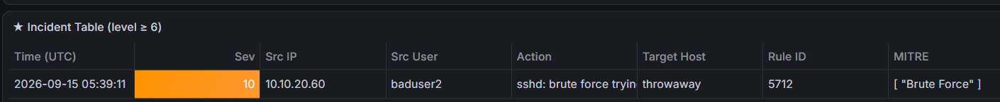 ★ Incident Table (level ≥ 6)
Time (UTC) Sev Src IP Src User Action Target Host Rule ID MITRE
2026-09-15 05:39:11 10 10.10.20.60 baduser2 sshd: brute force tryin throwaway 5712 [ "Brute Force" ]